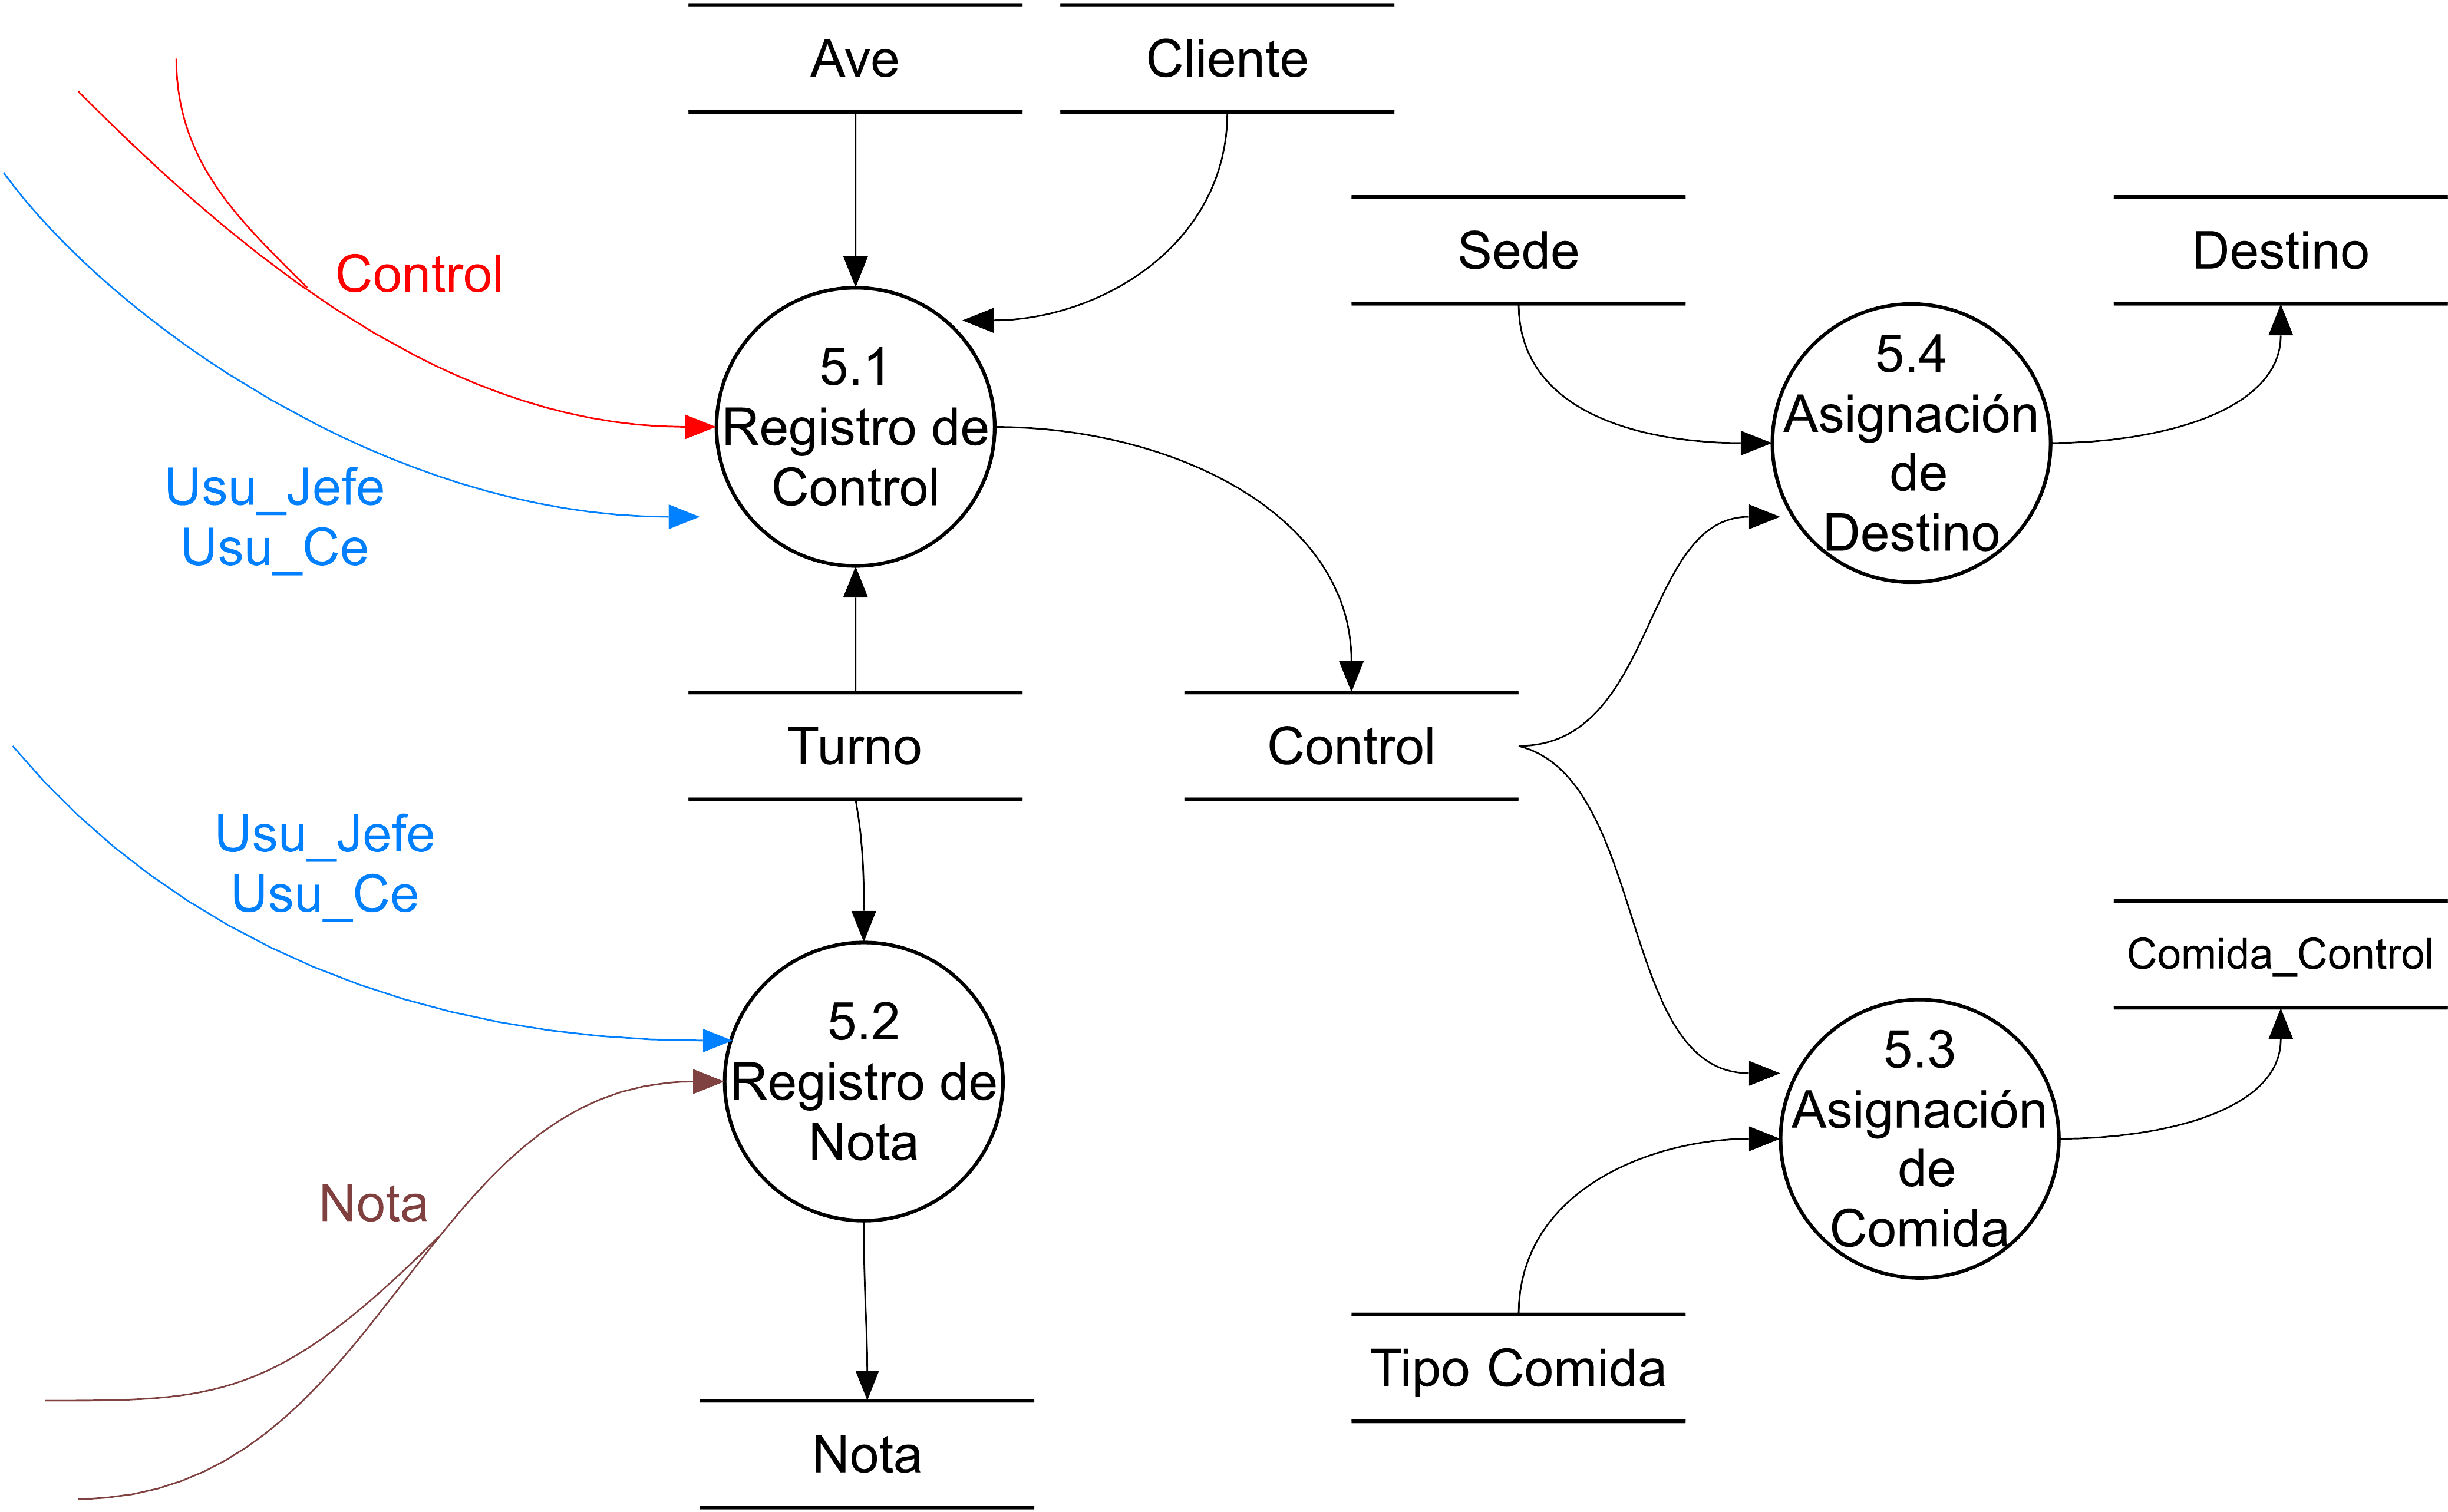 Ave
Cliente
Sede
Destino
Control
5.1
Registro de
Control
5.4
Asignación
de
Destino
Usu_Jefe
Usu_Ce
Turno
Control
Usu_Jefe
Usu_Ce
Comida_Control
5.2
Registro de
Nota
5.3
Asignación
de
Comida
Nota
Tipo Comida
Nota